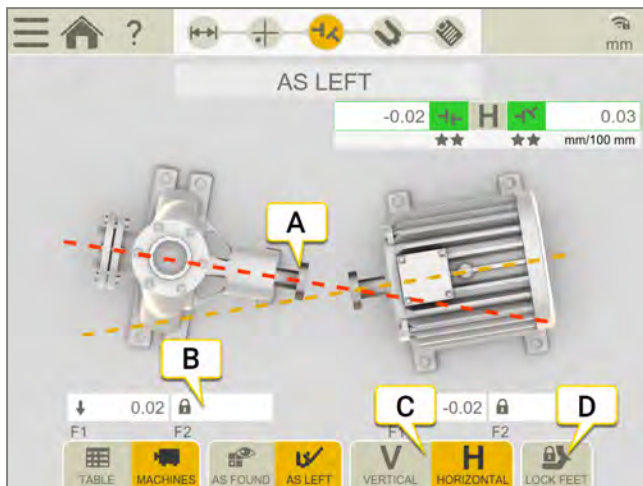 ?
mm
AS LEFT
-0.02 H 0.03
mm/100 mm
A
B
C
D
0.02
-0.02
F1 F2 F1 F2
V H
TABLE MACHINES AS FOUND AS LEFT VERTICAL HORIZONTAL LOCK FEET